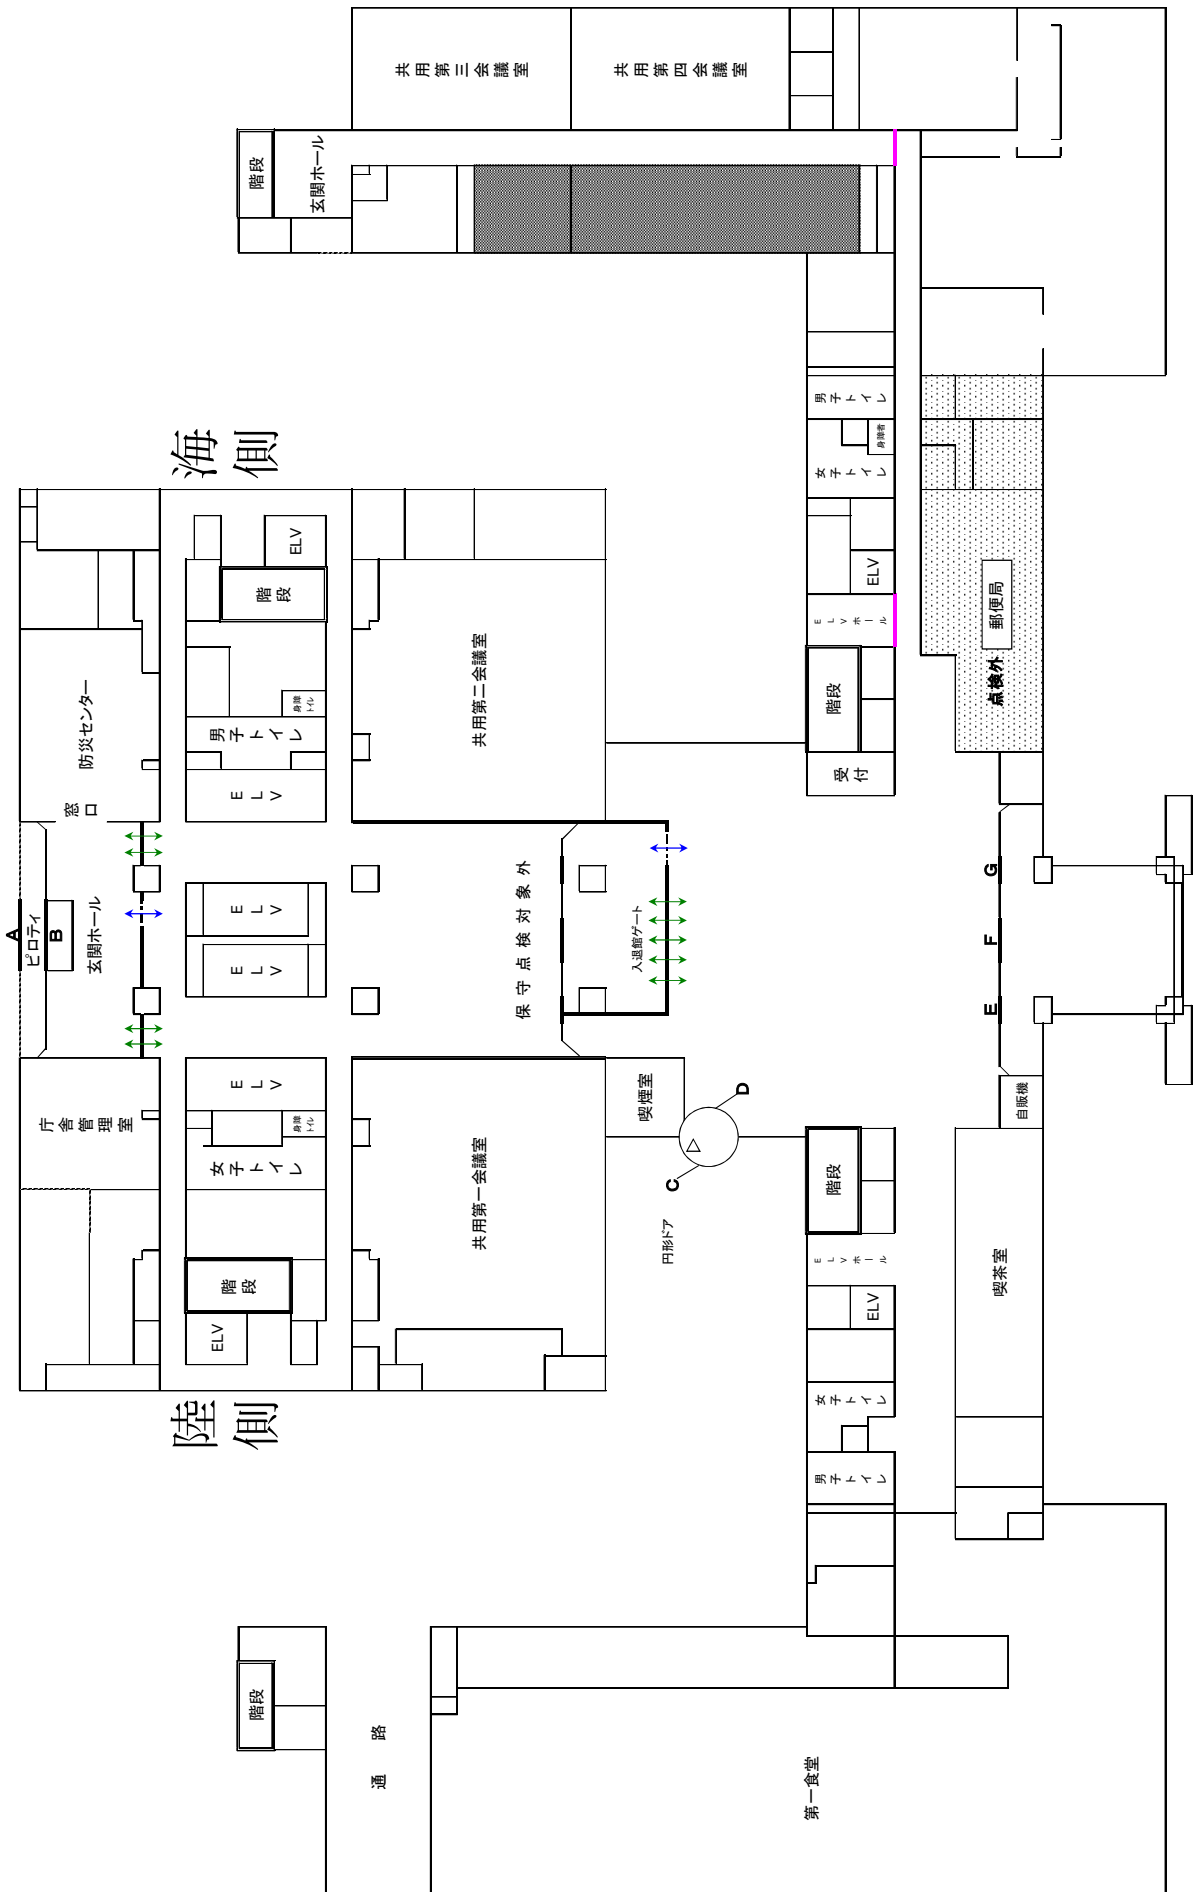 共用第三会議室
共用第四会議室
階段
玄関ホール
海側
男子トイレ
身障者
女子トイレ
ELV
ELVホール
階段
受付
郵便局
点検外
ELV
階段
身障トイレ
男子トイレ
ELV
防災センター
窓口
共用第二会議室
A
ピロティ
B
玄関ホール
ELV
ELV
保守点検対象外
入退館ゲート
G
F
E
自販機
庁舎管理室
ELV
身障トイレ
女子トイレ
階段
ELV
共用第一会議室
喫煙室
D
C
円形ドア
階段
ELVホール
ELV
女子トイレ
男子トイレ
喫茶室
陸側
階段
通路
第一食堂